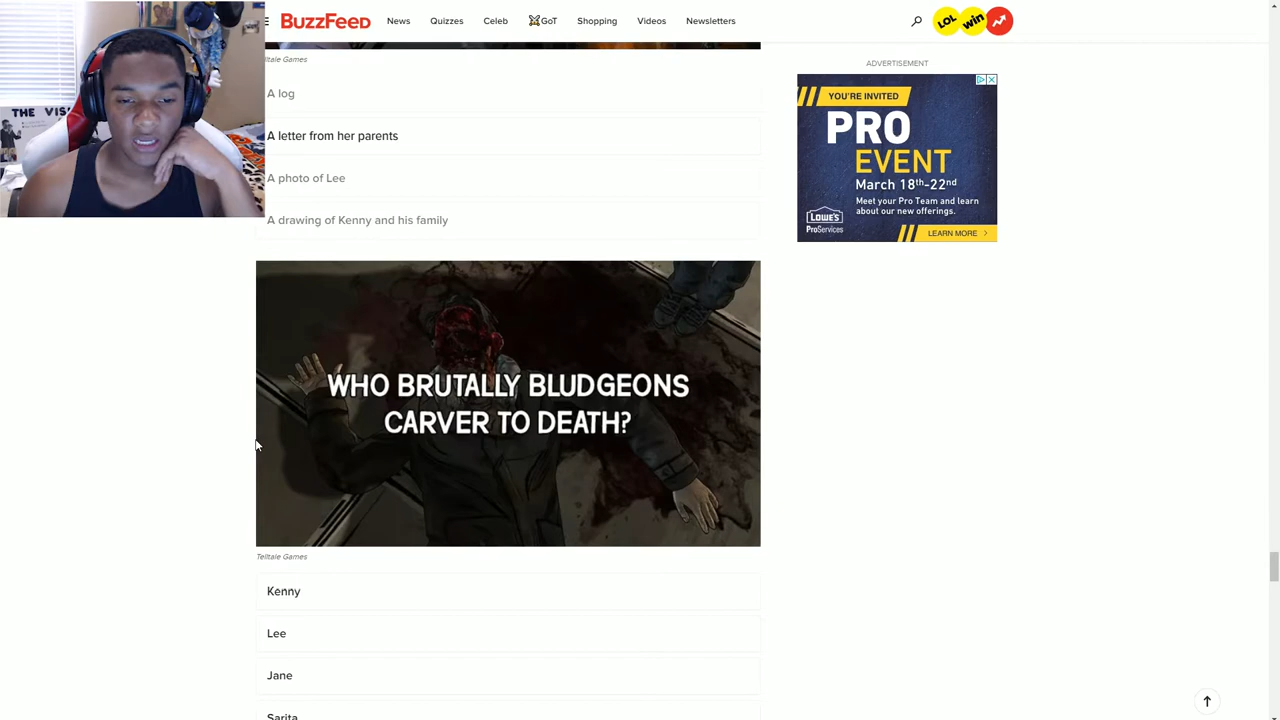 BuzzFeed
News
Quizzes
Celeb
GoT
Shopping
Videos
Newsletters
LOL
win
THE VIS
Telltale Games
A log
A letter from her parents
A photo of Lee
A drawing of Kenny and his family
ADVERTISEMENT
YOU'RE INVITED
PRO
EVENT
March 18th-22nd
Meet your Pro Team and learn
about our new offerings.
LOWE'S
ProServices
LEARN MORE
WHO BRUTALLY BLUDGEONS
CARVER TO DEATH?
Telltale Games
Kenny
Lee
Jane
Sarita